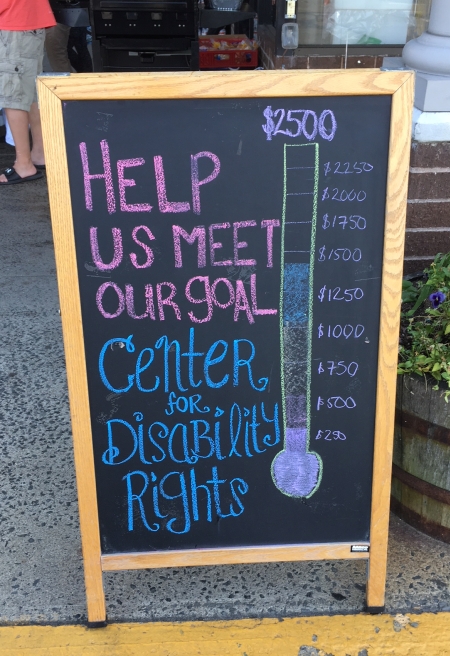 $2500
HELP
US MEET
OUR GOAL
Center
for
Disability
Rights
$2250
$2000
$1750
$1500
$1250
$1000
$750
$500
$250